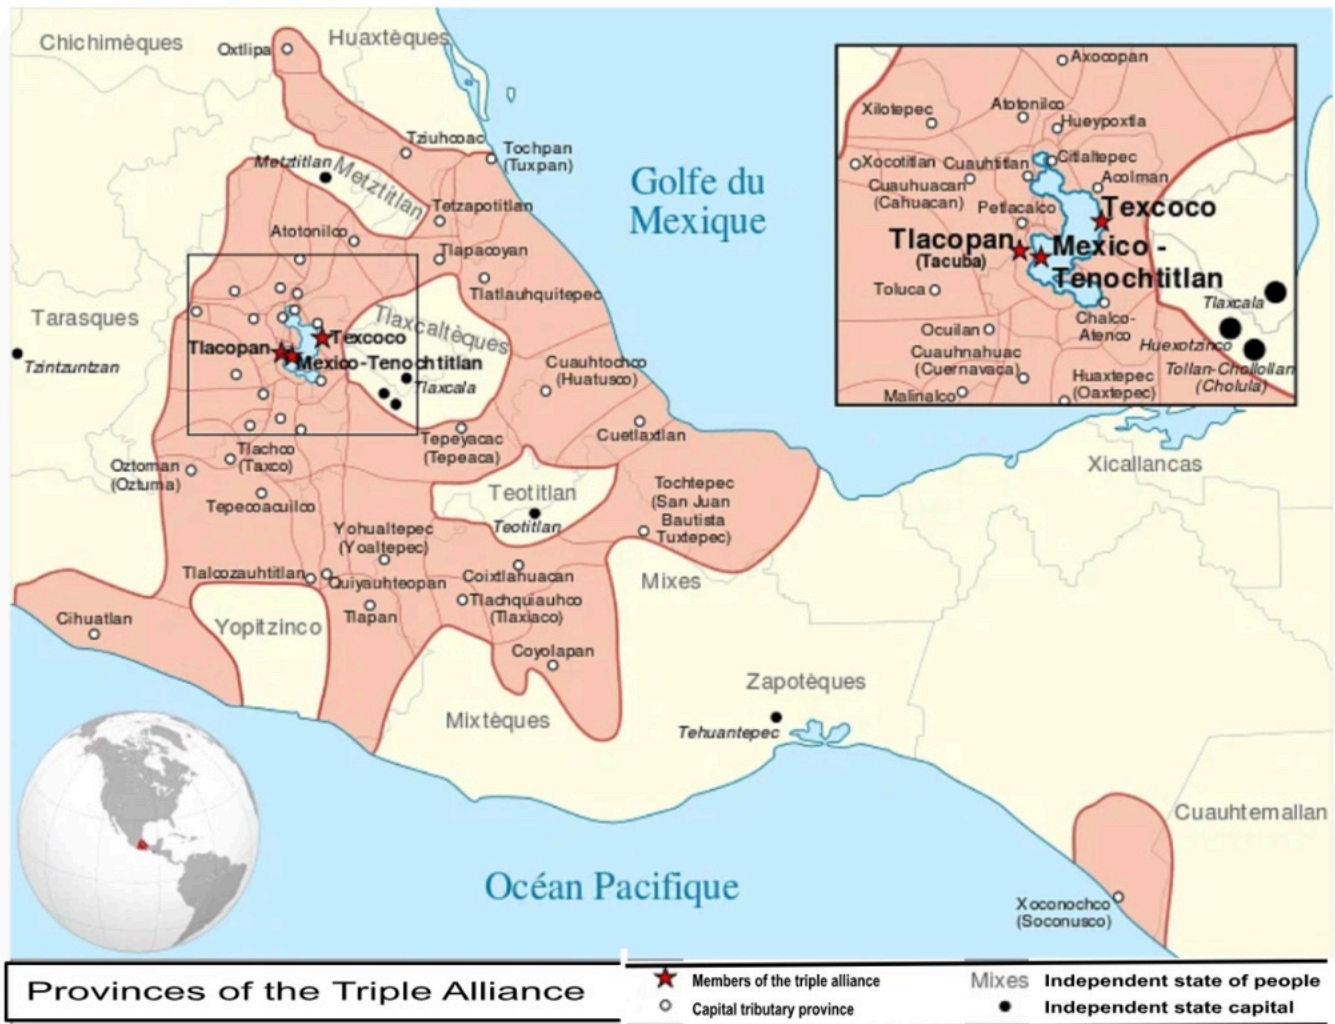 Chichimèques
Huaxtèques
Oxtlipa
Tziuhcoac
Tochpan
(Tuxpan)
Metztitlan
Metztitlan
Tetzapotitlan
Atotonilco
Tlapacoyan
Tlatlauhquitepec
Golfe du
Mexique
Tarasques
Tzintzuntzan
Tlaxcaltèques
Texcoco
Tlacopan
Mexico-Tenochtitlan
Tlaxcala
Cuauhtochco
(Huatusco)
Cuetlaxtlan
Tepeyacac
(Tepeaca)
Tlachco
(Taxco)
Oztoman
(Oztuma)
Tepecoacuilco
Teotitlan
Teotitlan
Tochtepec
(San Juan
Bautista
Tuxtepec)
Yohualtepec
(Yoaltepec)
Tlalcozauhtitlan
Quiyauhteopan
Coixtlahuacan
Tlachquiauhco
(Tlaxiaco)
Tlapan
Mixes
Cihuatlan
Yopitzinco
Coyolapan
Mixtèques
Zapotèques
Tehuantepec
Xicallancas
Cuauhtemallan
Xoconochco
(Soconusco)
Océan Pacifique
Axocopan
Xilotepec
Atotonilco
Hueypoxtla
Xocotitlan
Cuauhtitlan
Citlaltepec
Cuauhuacan
(Cahuacan)
Acolman
Petlacalco
Texcoco
Tlacopan
(Tacuba)
Mexico -
Tenochtitlan
Toluca
Tlaxcala
Chalco-
Atenco
Ocuilan
Huexotzinco
Cuauhnahuac
(Cuernavaca)
Tollan-Chollollan
(Cholula)
Huaxtepec
(Oaxtepec)
Malinalco
Provinces of the Triple Alliance
Members of the triple alliance
Capital tributary province
Mixes Independent state of people
Independent state capital